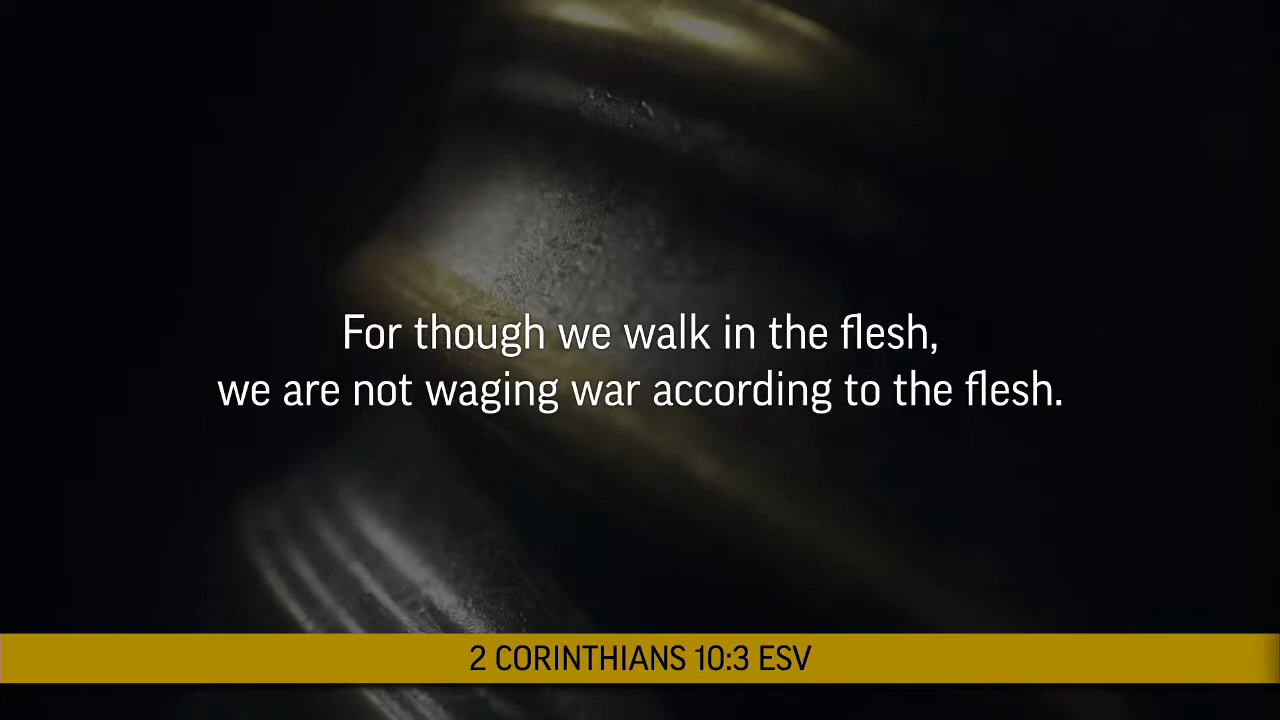 For though we walk in the flesh,
we are not waging war according to the flesh.
2 CORINTHIANS 10:3 ESV